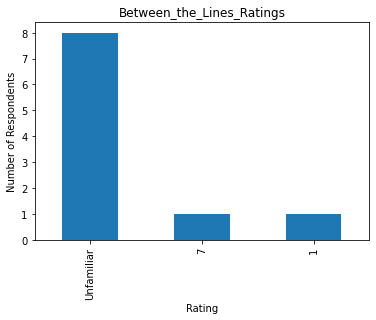 Between_the_Lines_Ratings
8
7
6
5
4
3
2
1
0
Number of Respondents
Unfamiliar
7
1
Rating